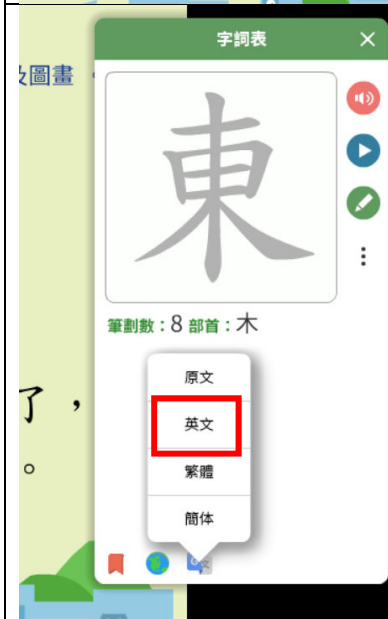 字詞表
及圖畫
東
筆劃數：8 部首：木
原文
了，
英文
。
繁體
簡体